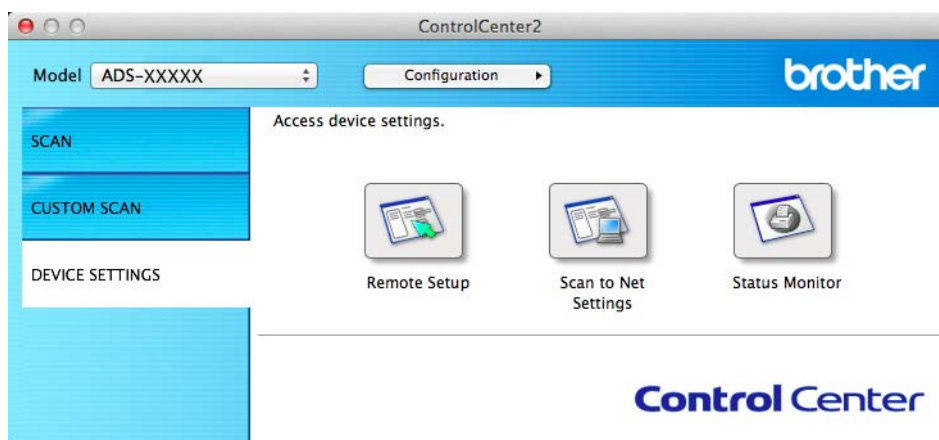 ControlCenter2
Model ADS-XXXXX Configuration brother
SCAN
CUSTOM SCAN
DEVICE SETTINGS
Access device settings.
Remote Setup
Scan to Net
Settings
Status Monitor
Control Center